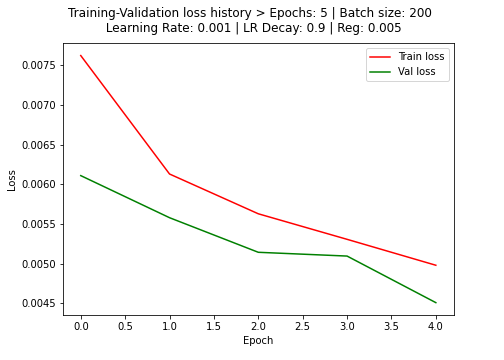 Training-Validation loss history > Epochs: 5 | Batch size: 200
Learning Rate: 0.001 | LR Decay: 0.9 | Reg: 0.005
Train loss
Val loss
Loss
0.0075
0.0070
0.0065
0.0060
0.0055
0.0050
0.0045
0.0 0.5 1.0 1.5 2.0 2.5 3.0 3.5 4.0
Epoch